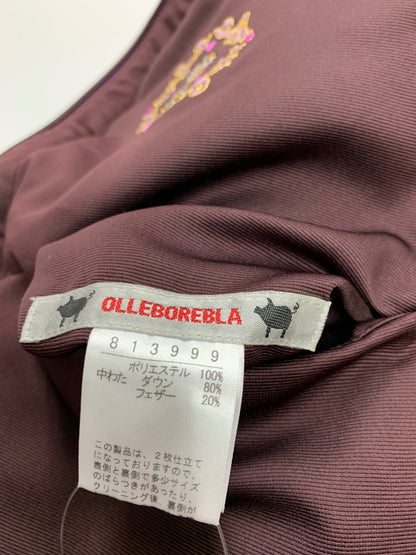 OLLEBOREBLA
813999
ポリエステル 100%
中わた ダウン 80%
フェザー 20%
この製品は、2枚仕立て
になっておりますので、
表側と裏側で多少サイズ
のばらつきがあったり、
クリーニング後 裏側が